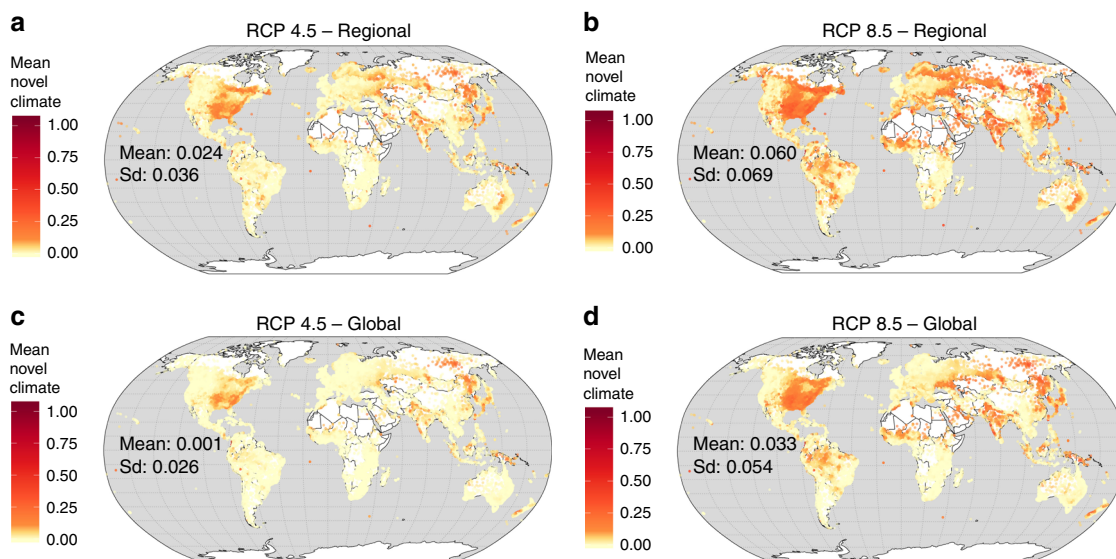 a
RCP 4.5 – Regional
Mean
novel
climate
1.00
0.75
0.50
0.25
0.00
Mean: 0.024
Sd: 0.036
b
RCP 8.5 – Regional
Mean
novel
climate
1.00
0.75
0.50
0.25
0.00
Mean: 0.060
Sd: 0.069
c
RCP 4.5 – Global
Mean
novel
climate
1.00
0.75
0.50
0.25
0.00
Mean: 0.001
Sd: 0.026
d
RCP 8.5 – Global
Mean
novel
climate
1.00
0.75
0.50
0.25
0.00
Mean: 0.033
Sd: 0.054